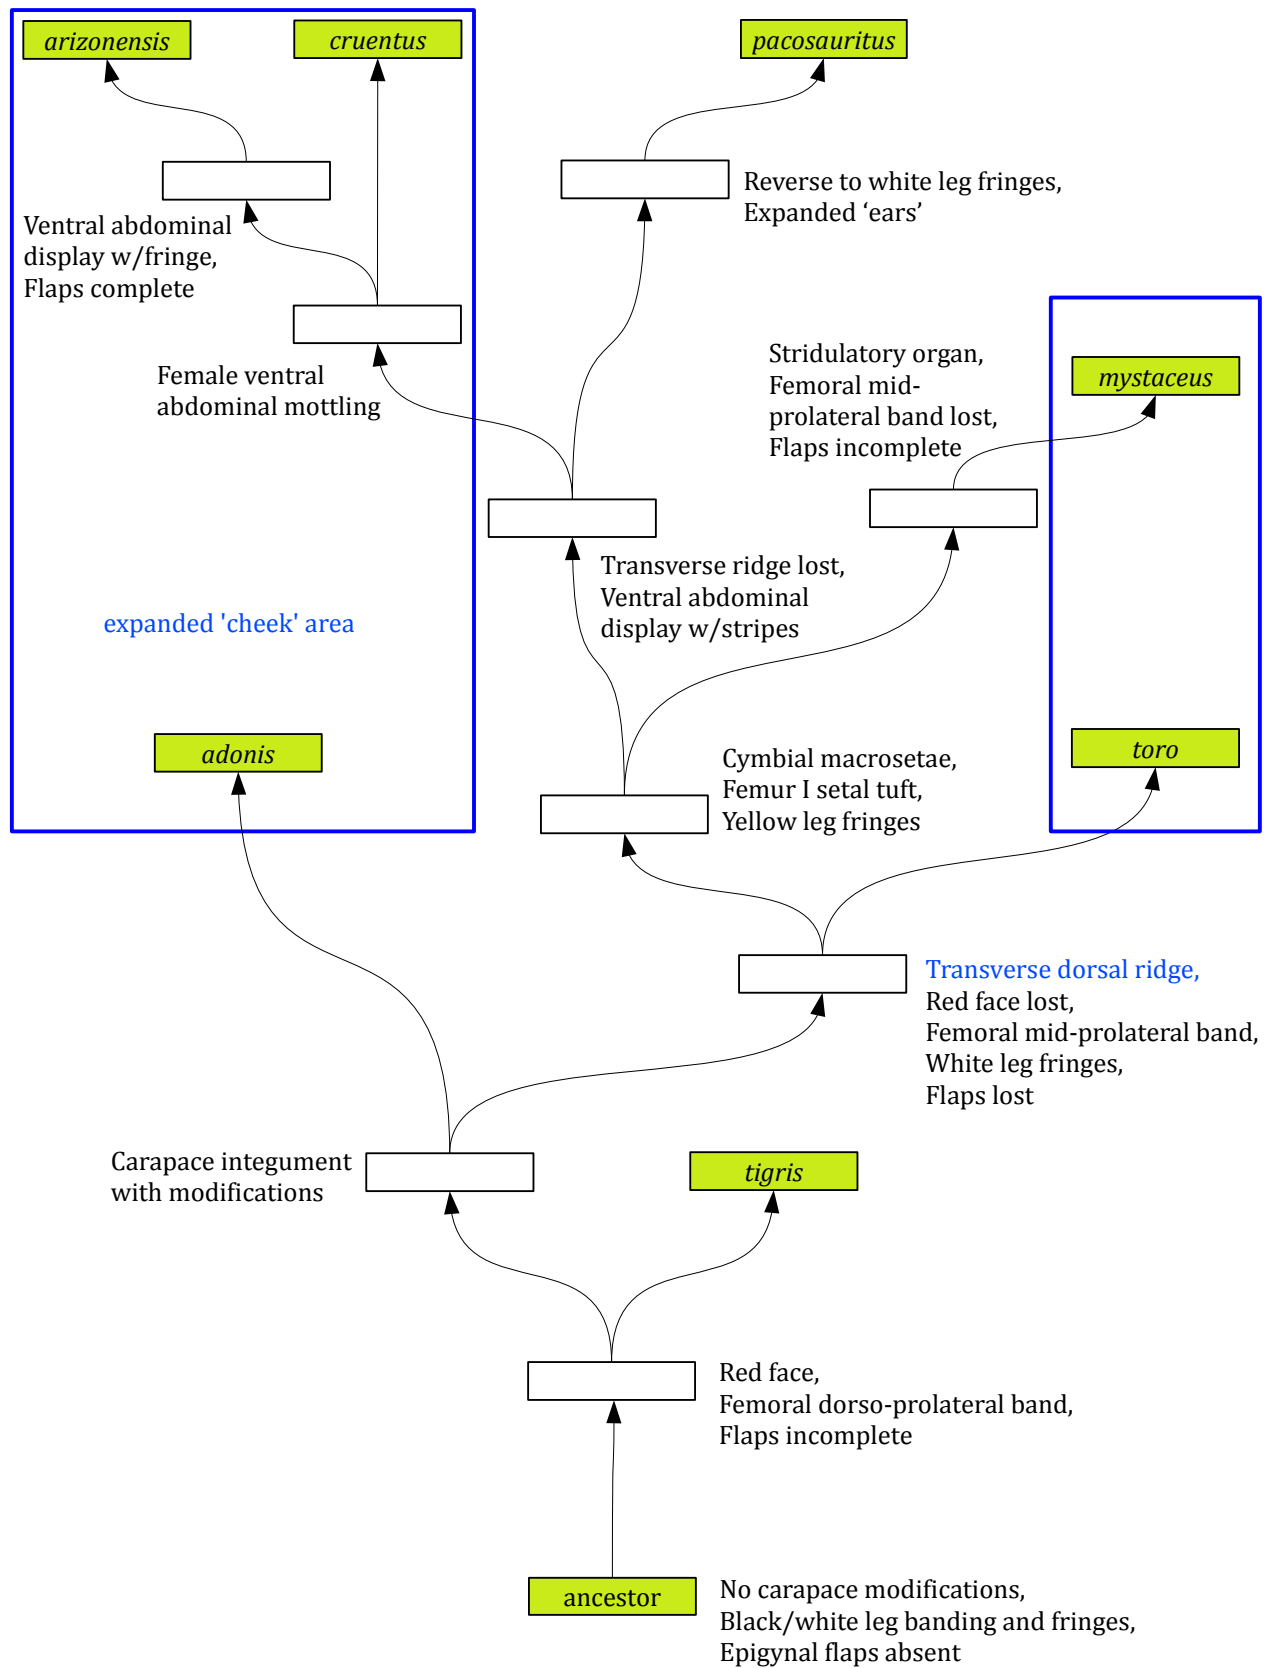 arizonensis
cruentus
pacosauritus
Reverse to white leg fringes,
Expanded ‘ears’
Ventral abdominal
display w/fringe,
Flaps complete
Female ventral
abdominal mottling
Stridulatory organ,
Femoral mid-
prolateral band lost,
Flaps incomplete
mystaceus
Transverse ridge lost,
Ventral abdominal
display w/stripes
expanded 'cheek' area
adonis
toro
Cymbial macrosetae,
Femur I setal tuft,
Yellow leg fringes
Transverse dorsal ridge,
Red face lost,
Femoral mid-prolateral band,
White leg fringes,
Flaps lost
Carapace integument
with modifications
tigris
Red face,
Femoral dorso-prolateral band,
Flaps incomplete
ancestor
No carapace modifications,
Black/white leg banding and fringes,
Epigynal flaps absent